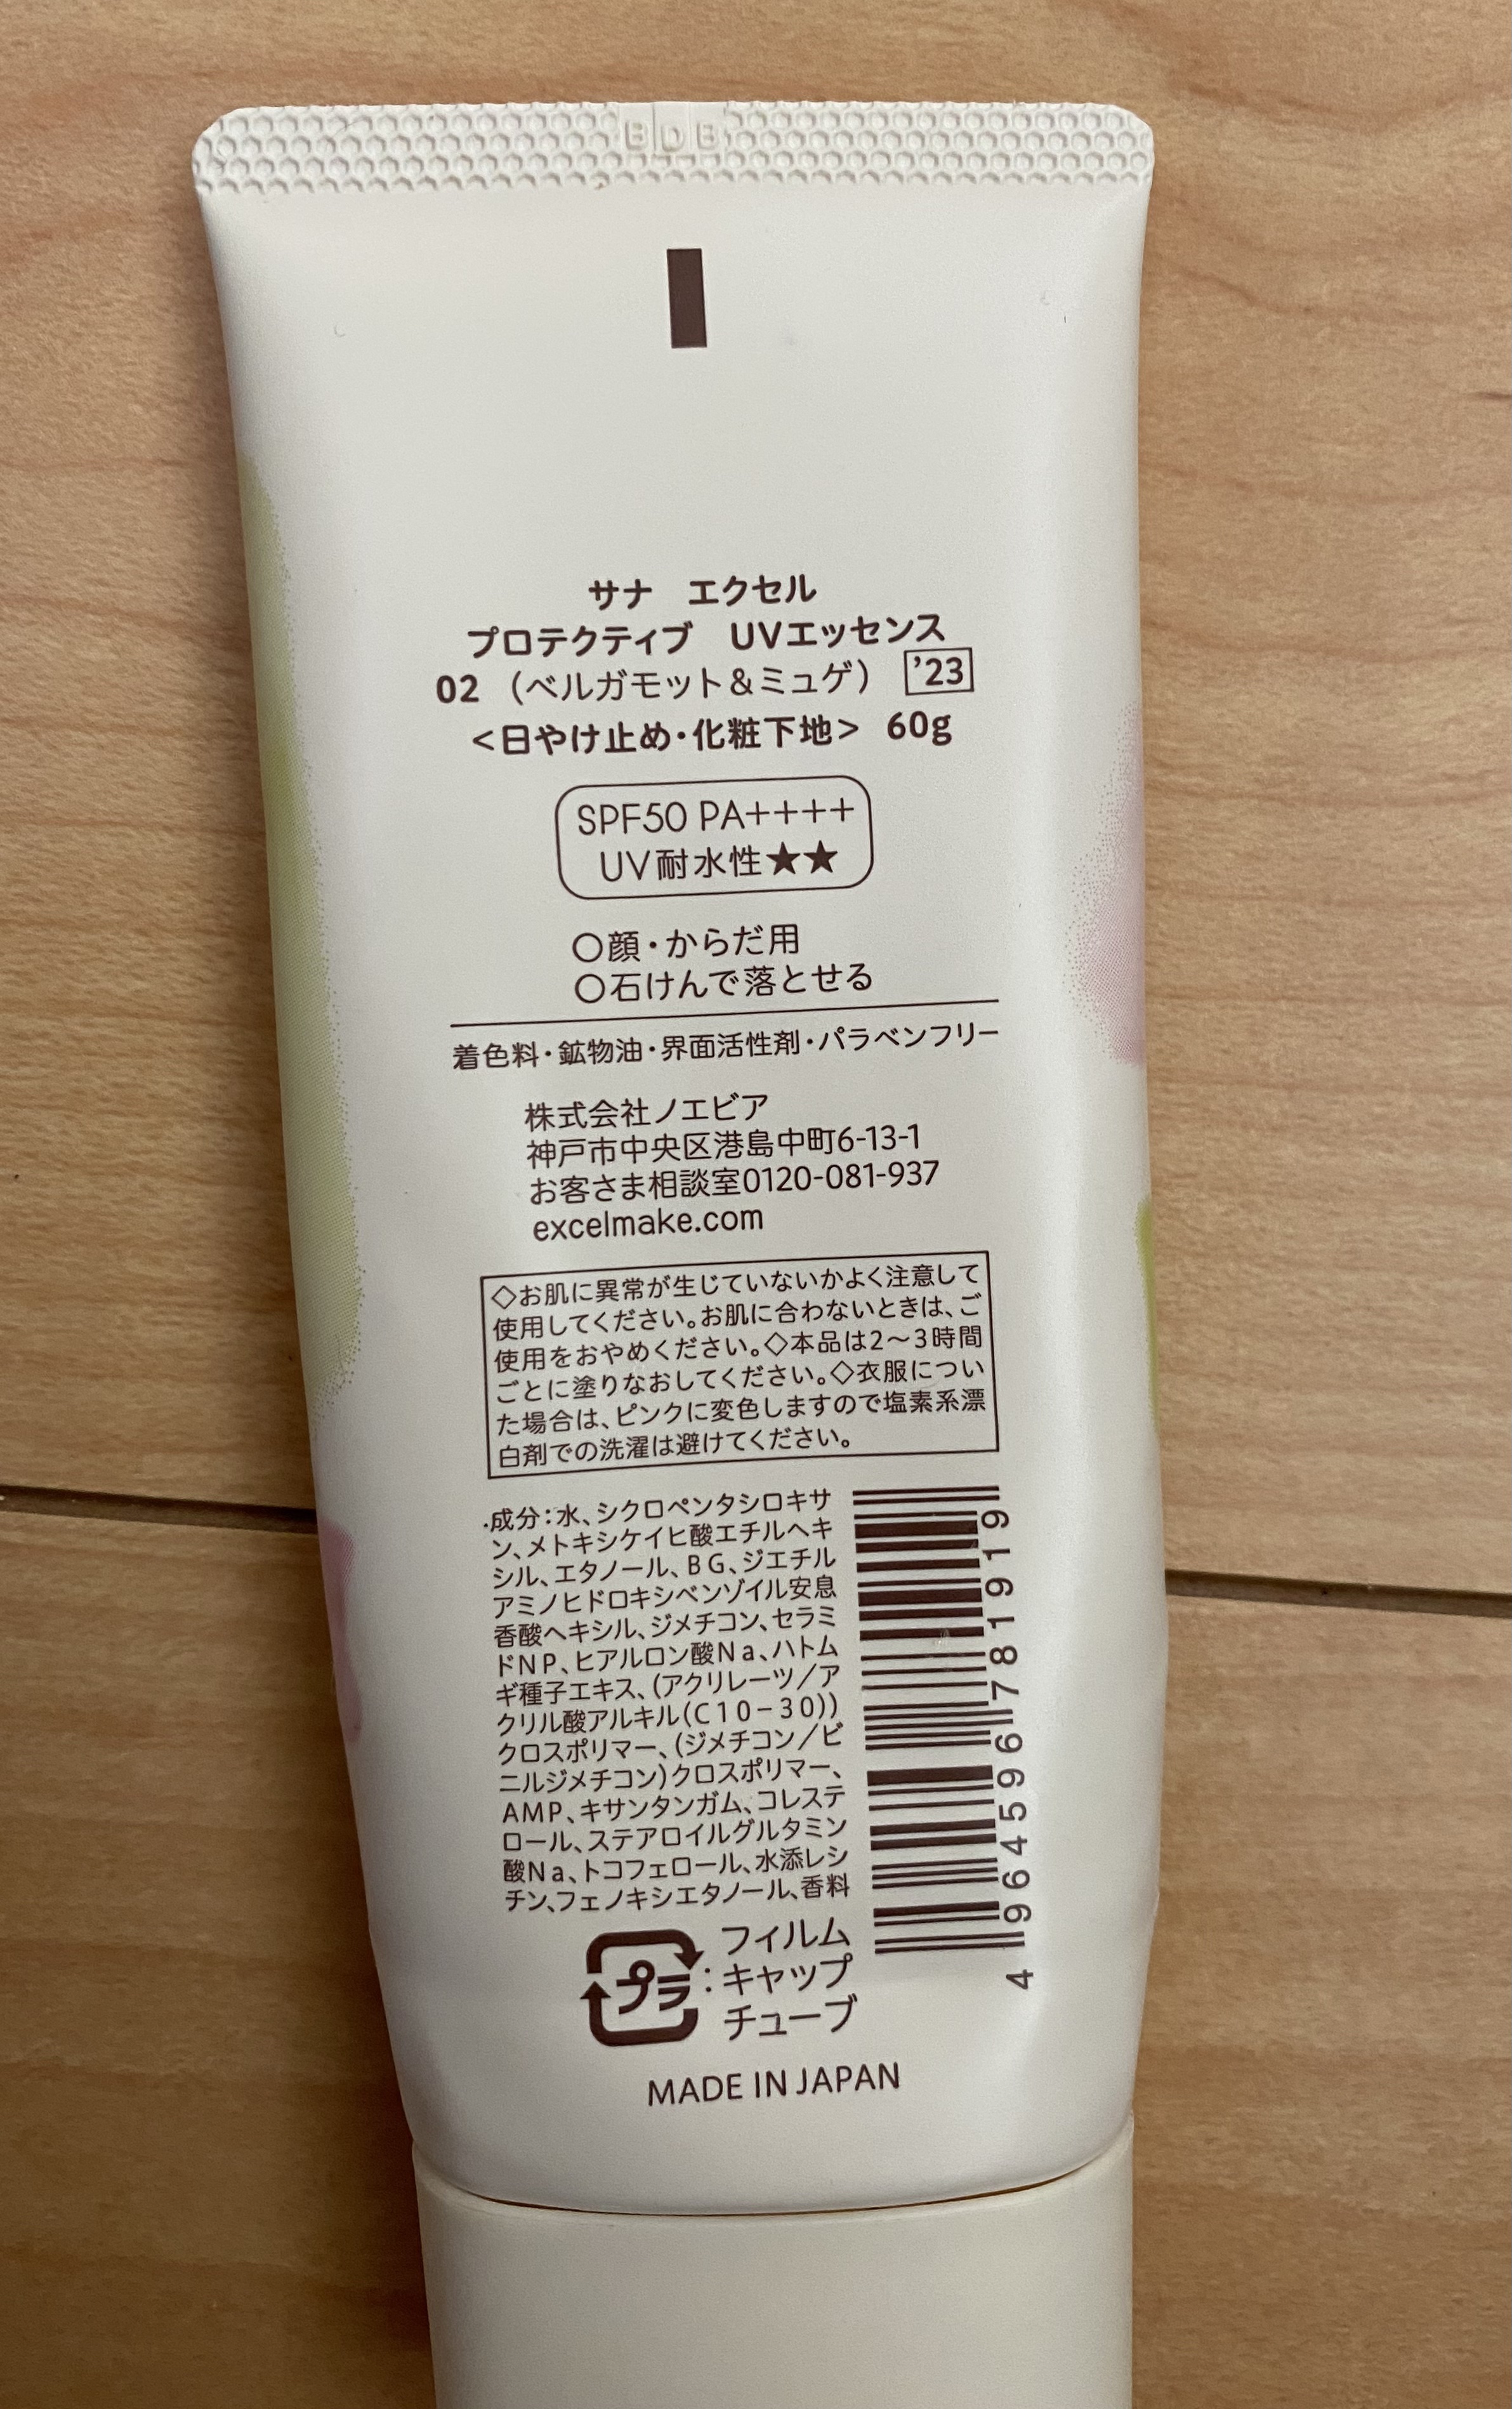 BDB
サナ エクセル
プロテクティブ UVエッセンス
02 （ベルガモット＆ミュゲ） ’23
<日やけ止め・化粧下地> 60g
SPF50 PA++++
UV耐水性★★
○顔・からだ用
○石けんで落とせる
着色料・鉱物油・界面活性剤・パラベンフリー
株式会社ノエビア
神戸市中央区港島中町6-13-1
お客さま相談室0120-081-937
excelmake.com
◇お肌に異常が生じていないかよく注意して
使用してください。お肌に合わないときは、ご
使用をおやめください。◇本品は2～3時間
ごとに塗りなおしてください。◇衣服につい
た場合は、ピンクに変色しますので塩素系漂
白剤での洗濯は避けてください。
成分：水、シクロペンタシロキサ
ン、メトキシケイヒ酸エチルヘキ
シル、エタノール、BG、ジエチル
アミノヒドロキシベンゾイル安息
香酸ヘキシル、ジメチコン、セラミ
ドNP、ヒアルロン酸Na、ハトム
ギ種子エキス、(アクリレーツ／ア
クリル酸アルキル(C10-30))
クロスポリマー、(ジメチコン／ビ
ニルジメチコン)クロスポリマー、
AMP、キサンタンガム、コレステ
ロール、ステアロイルグルタミン
酸Na、トコフェロール、水添レシ
チン、フェノキシエタノール、香料
4 964596 781919
プラ：フィルム
キャップ
チューブ
MADE IN JAPAN